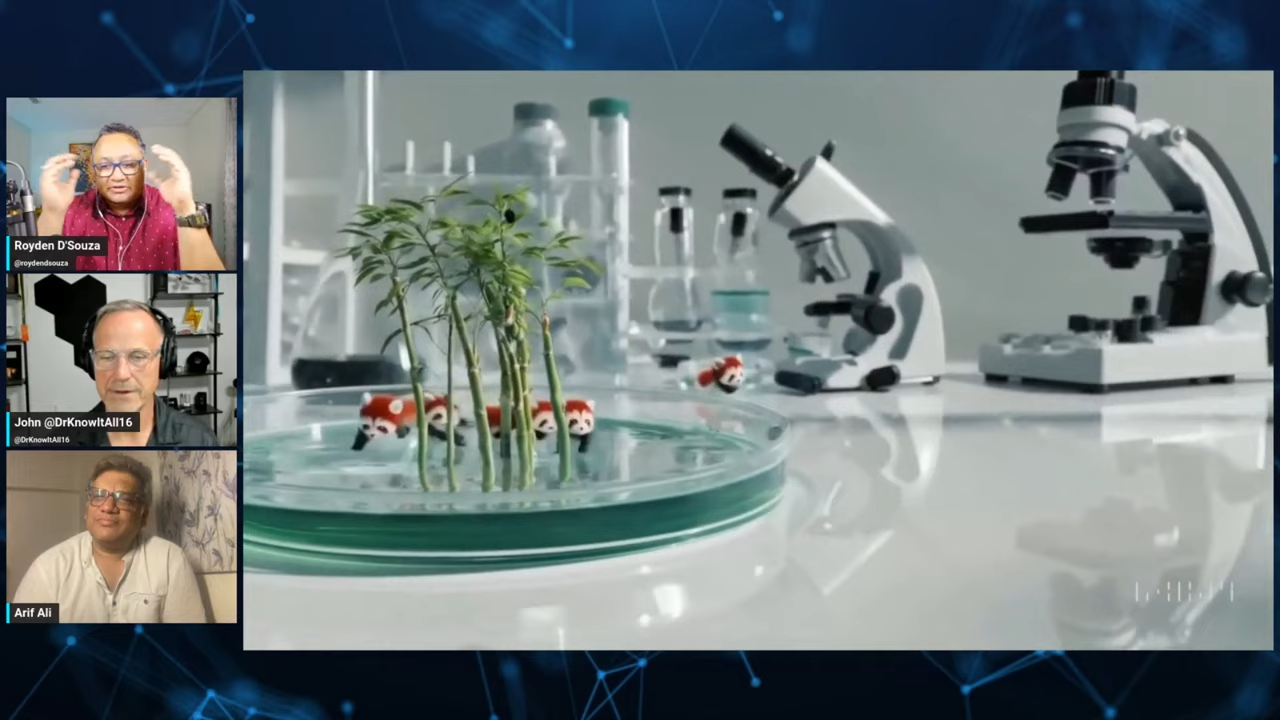 Royden D'Souza
@roydendsouza
John @DrKnowItAll16
@DrKnowItAll16
Arif Ali